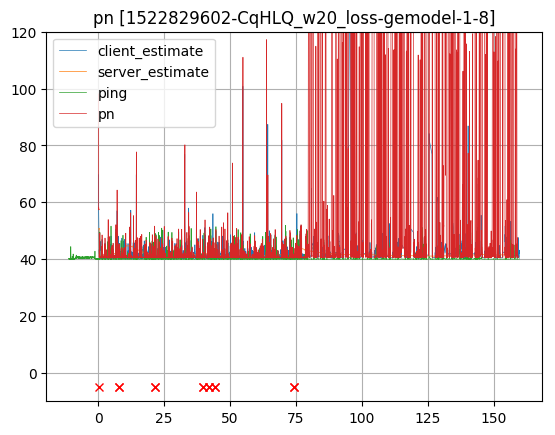 pn [1522829602-CqHLQ_w20_loss-gemodel-1-8]
client_estimate
server_estimate
ping
pn
120
100
80
60
40
20
0
0 25 50 75 100 125 150